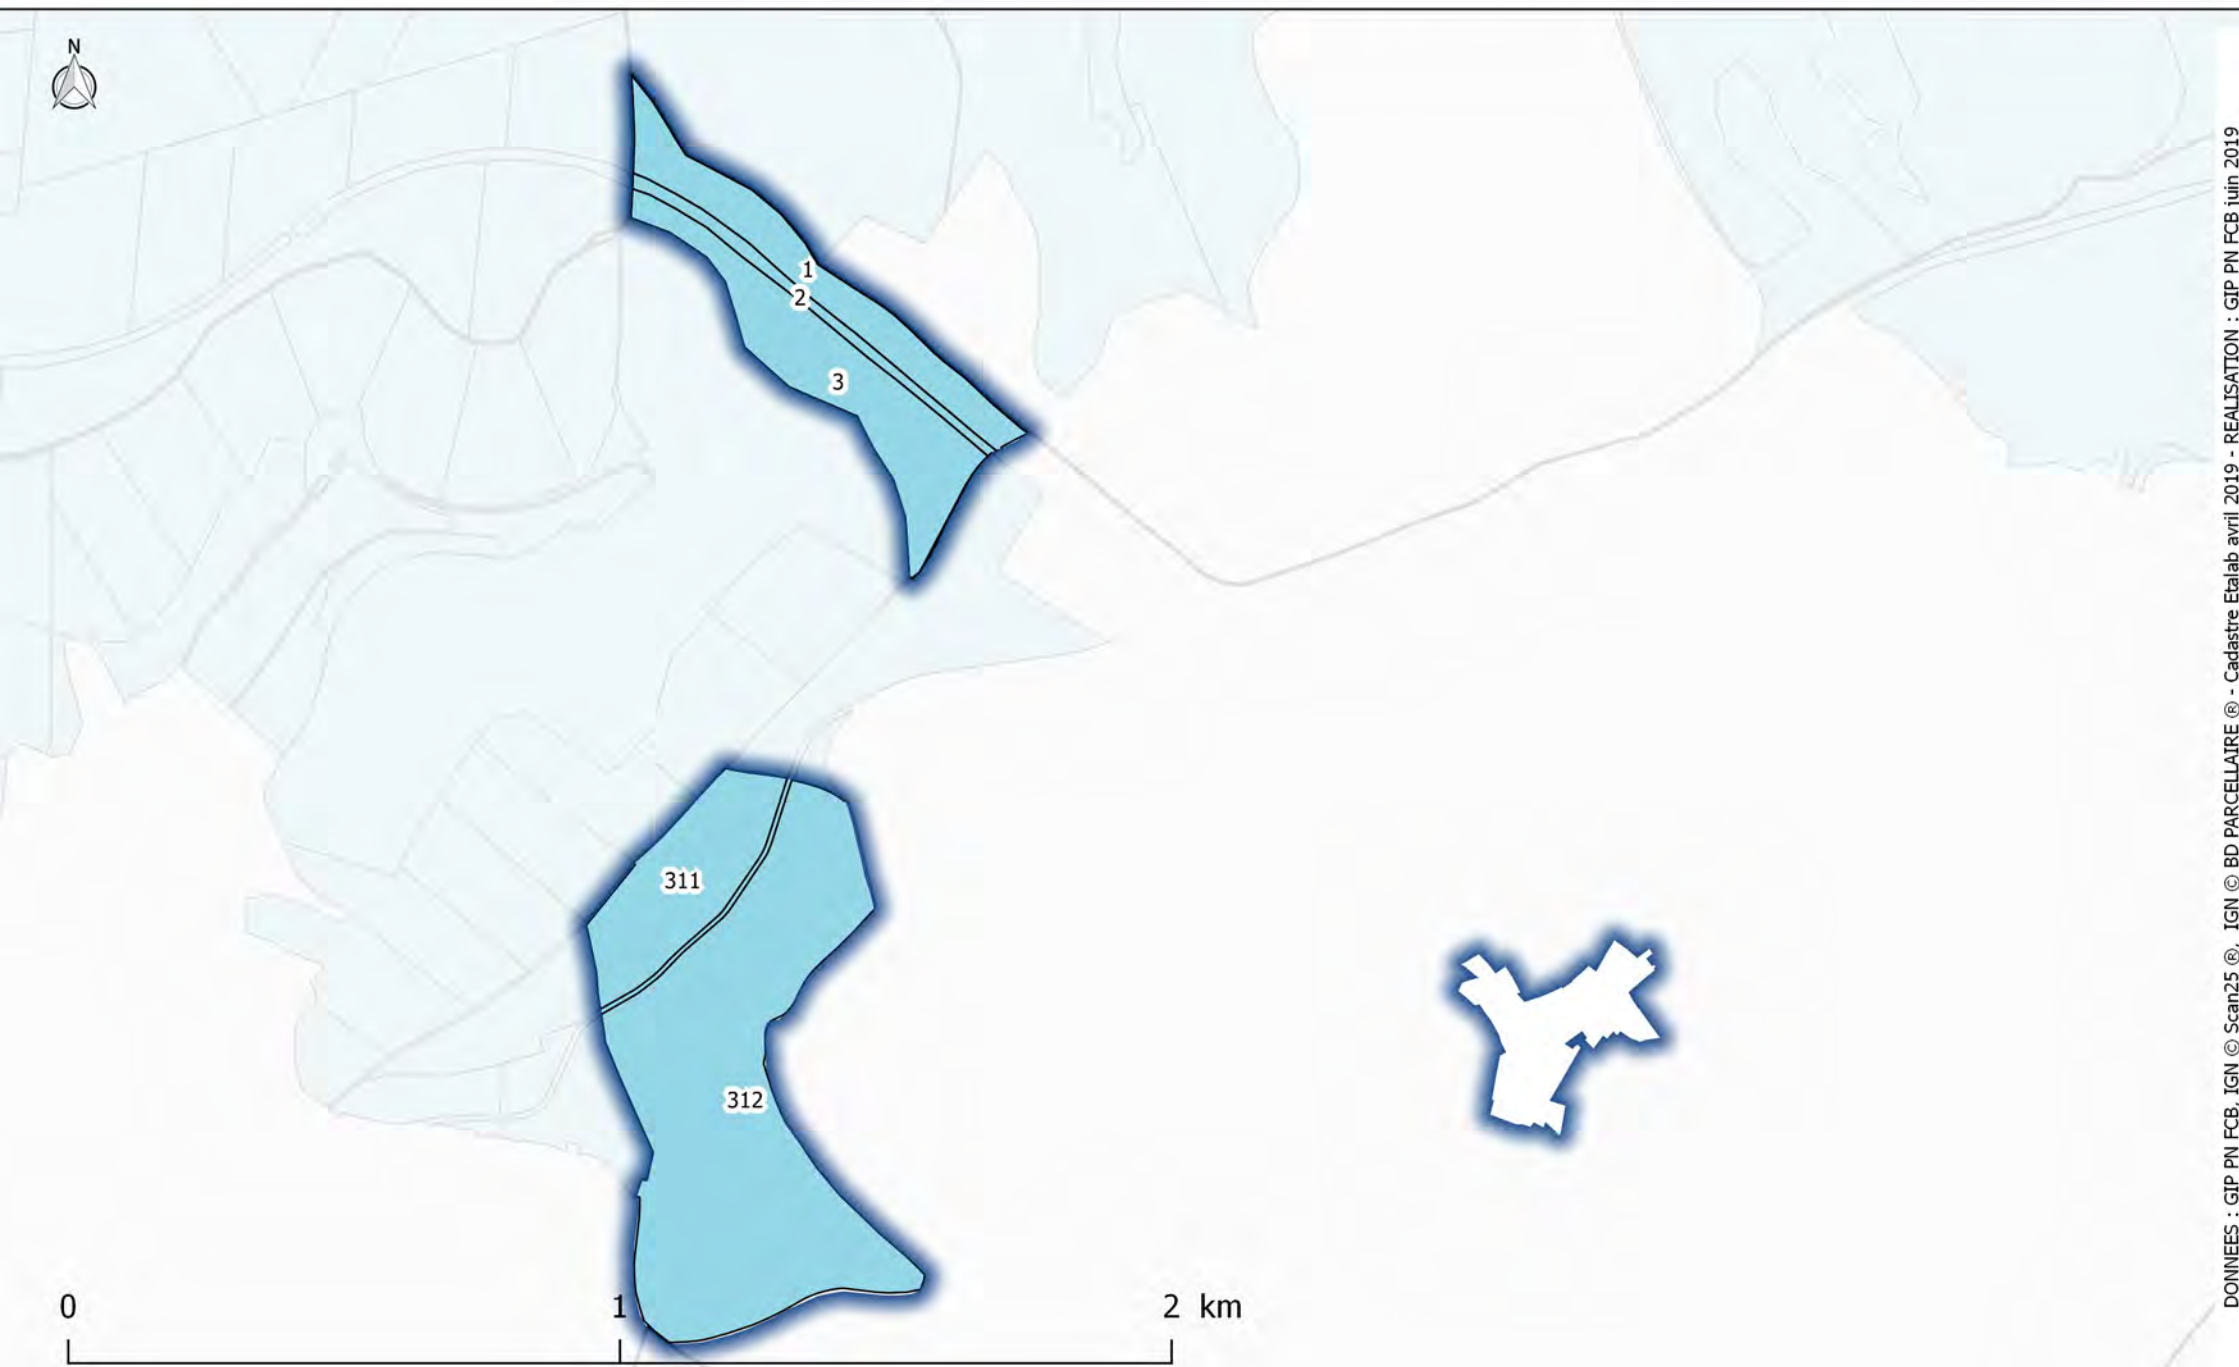 N
1
2
3
311
312
0 1 2 km
DONNEES : GIP PN FCB, IGN © Scan25 ®, IGN © BD PARCELLAIRE ® - Cadastre Etalab avril 2019 - REALISATION : GIP PN FCB juin 2019